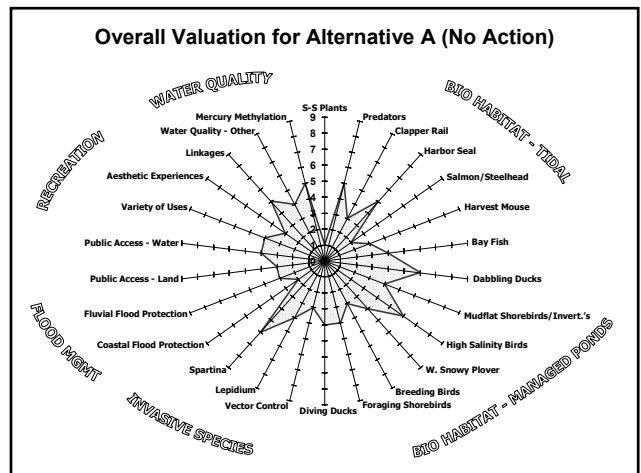 Overall Valuation for Alternative A (No Action)
WATER QUALITY
BIO HABITAT - TIDAL
RECREATION
FLOOD MGMT
INVASIVE SPECIES
BIO HABITAT - MANAGED PONDS
S-S Plants
Predators
Clapper Rail
Harbor Seal
Salmon/Steelhead
Harvest Mouse
Bay Fish
Dabbling Ducks
Mudflat Shorebirds/Invert.'s
High Salinity Birds
W. Snowy Plover
Breeding Birds
Foraging Shorebirds
Diving Ducks
Vector Control
Lepidium
Spartina
Coastal Flood Protection
Fluvial Flood Protection
Public Access - Land
Public Access - Water
Variety of Uses
Aesthetic Experiences
Linkages
Water Quality - Other
Mercury Methylation
9
8
7
6
5
4
3
2